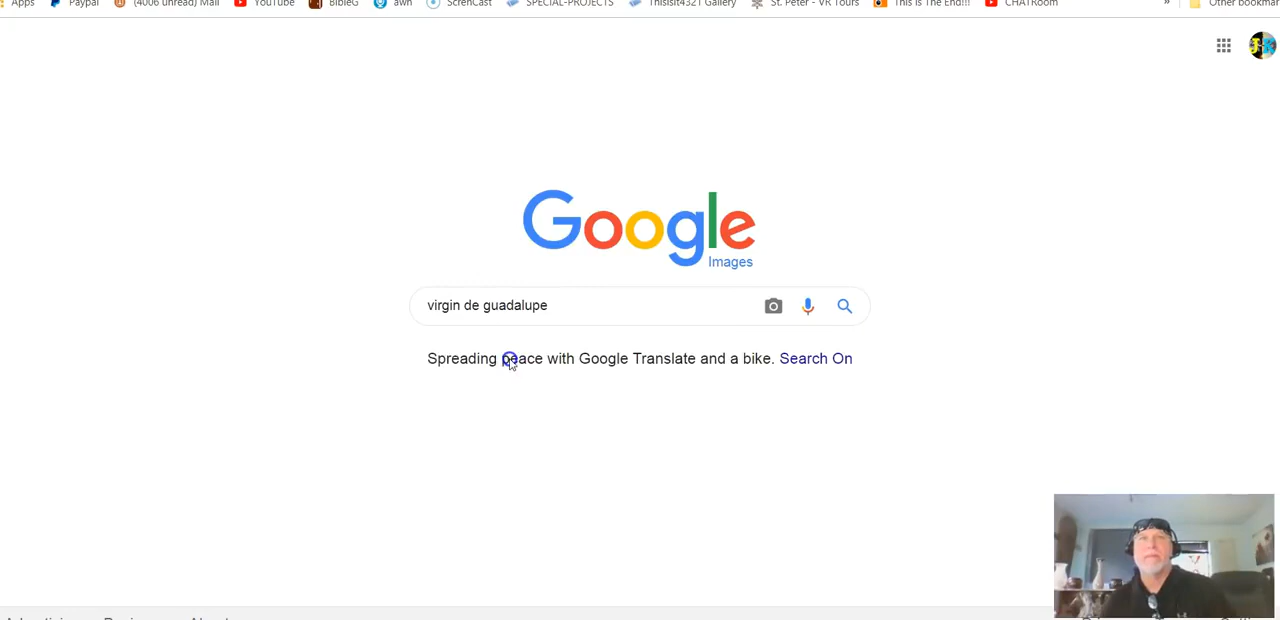 Apps Paypal (4006 unread) Mail YouTube BibleG awn ScrenCast SPECIAL-PROJECTS Thisisit4321 Gallery St. Peter - VR Tours This Is The End!!! CHATRoom » Other bookmar
Google
Images
virgin de guadalupe
Spreading peace with Google Translate and a bike. Search On